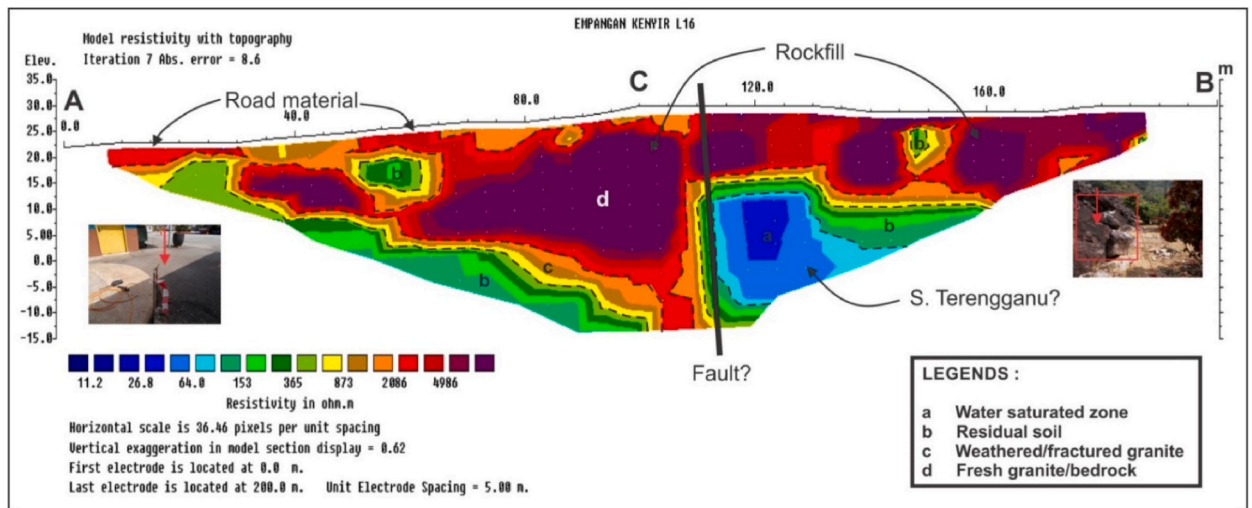 EMPANGAN KENYIR L16
Model resistivity with topography
Iteration 7 Abs. error = 8.6
Elev.
m
35.0
30.0
25.0
20.0
15.0
10.0
5.00
0.0
-5.0
-10.0
-15.0
A
C
B
0.0
40.0
80.0
120.0
160.0
Road material
Rockfill
b
b
d
a
b
c
b
S. Terengganu?
Fault?
11.2 26.8 64.0 153 365 873 2086 4986
Resistivity in ohm.m
Horizontal scale is 36.46 pixels per unit spacing
Vertical exaggeration in model section display = 0.62
First electrode is located at 0.0 m.
Last electrode is located at 200.0 m. Unit Electrode Spacing = 5.00 m.
LEGENDS :
a Water saturated zone
b Residual soil
c Weathered/fractured granite
d Fresh granite/bedrock